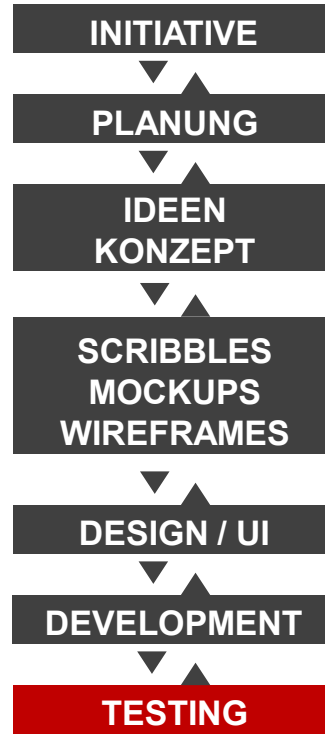 INITIATIVE
PLANUNG
IDEEN
KONZEPT
SCRIBBLES
MOCKUPS
WIREFRAMES
DESIGN / UI
DEVELOPMENT
TESTING